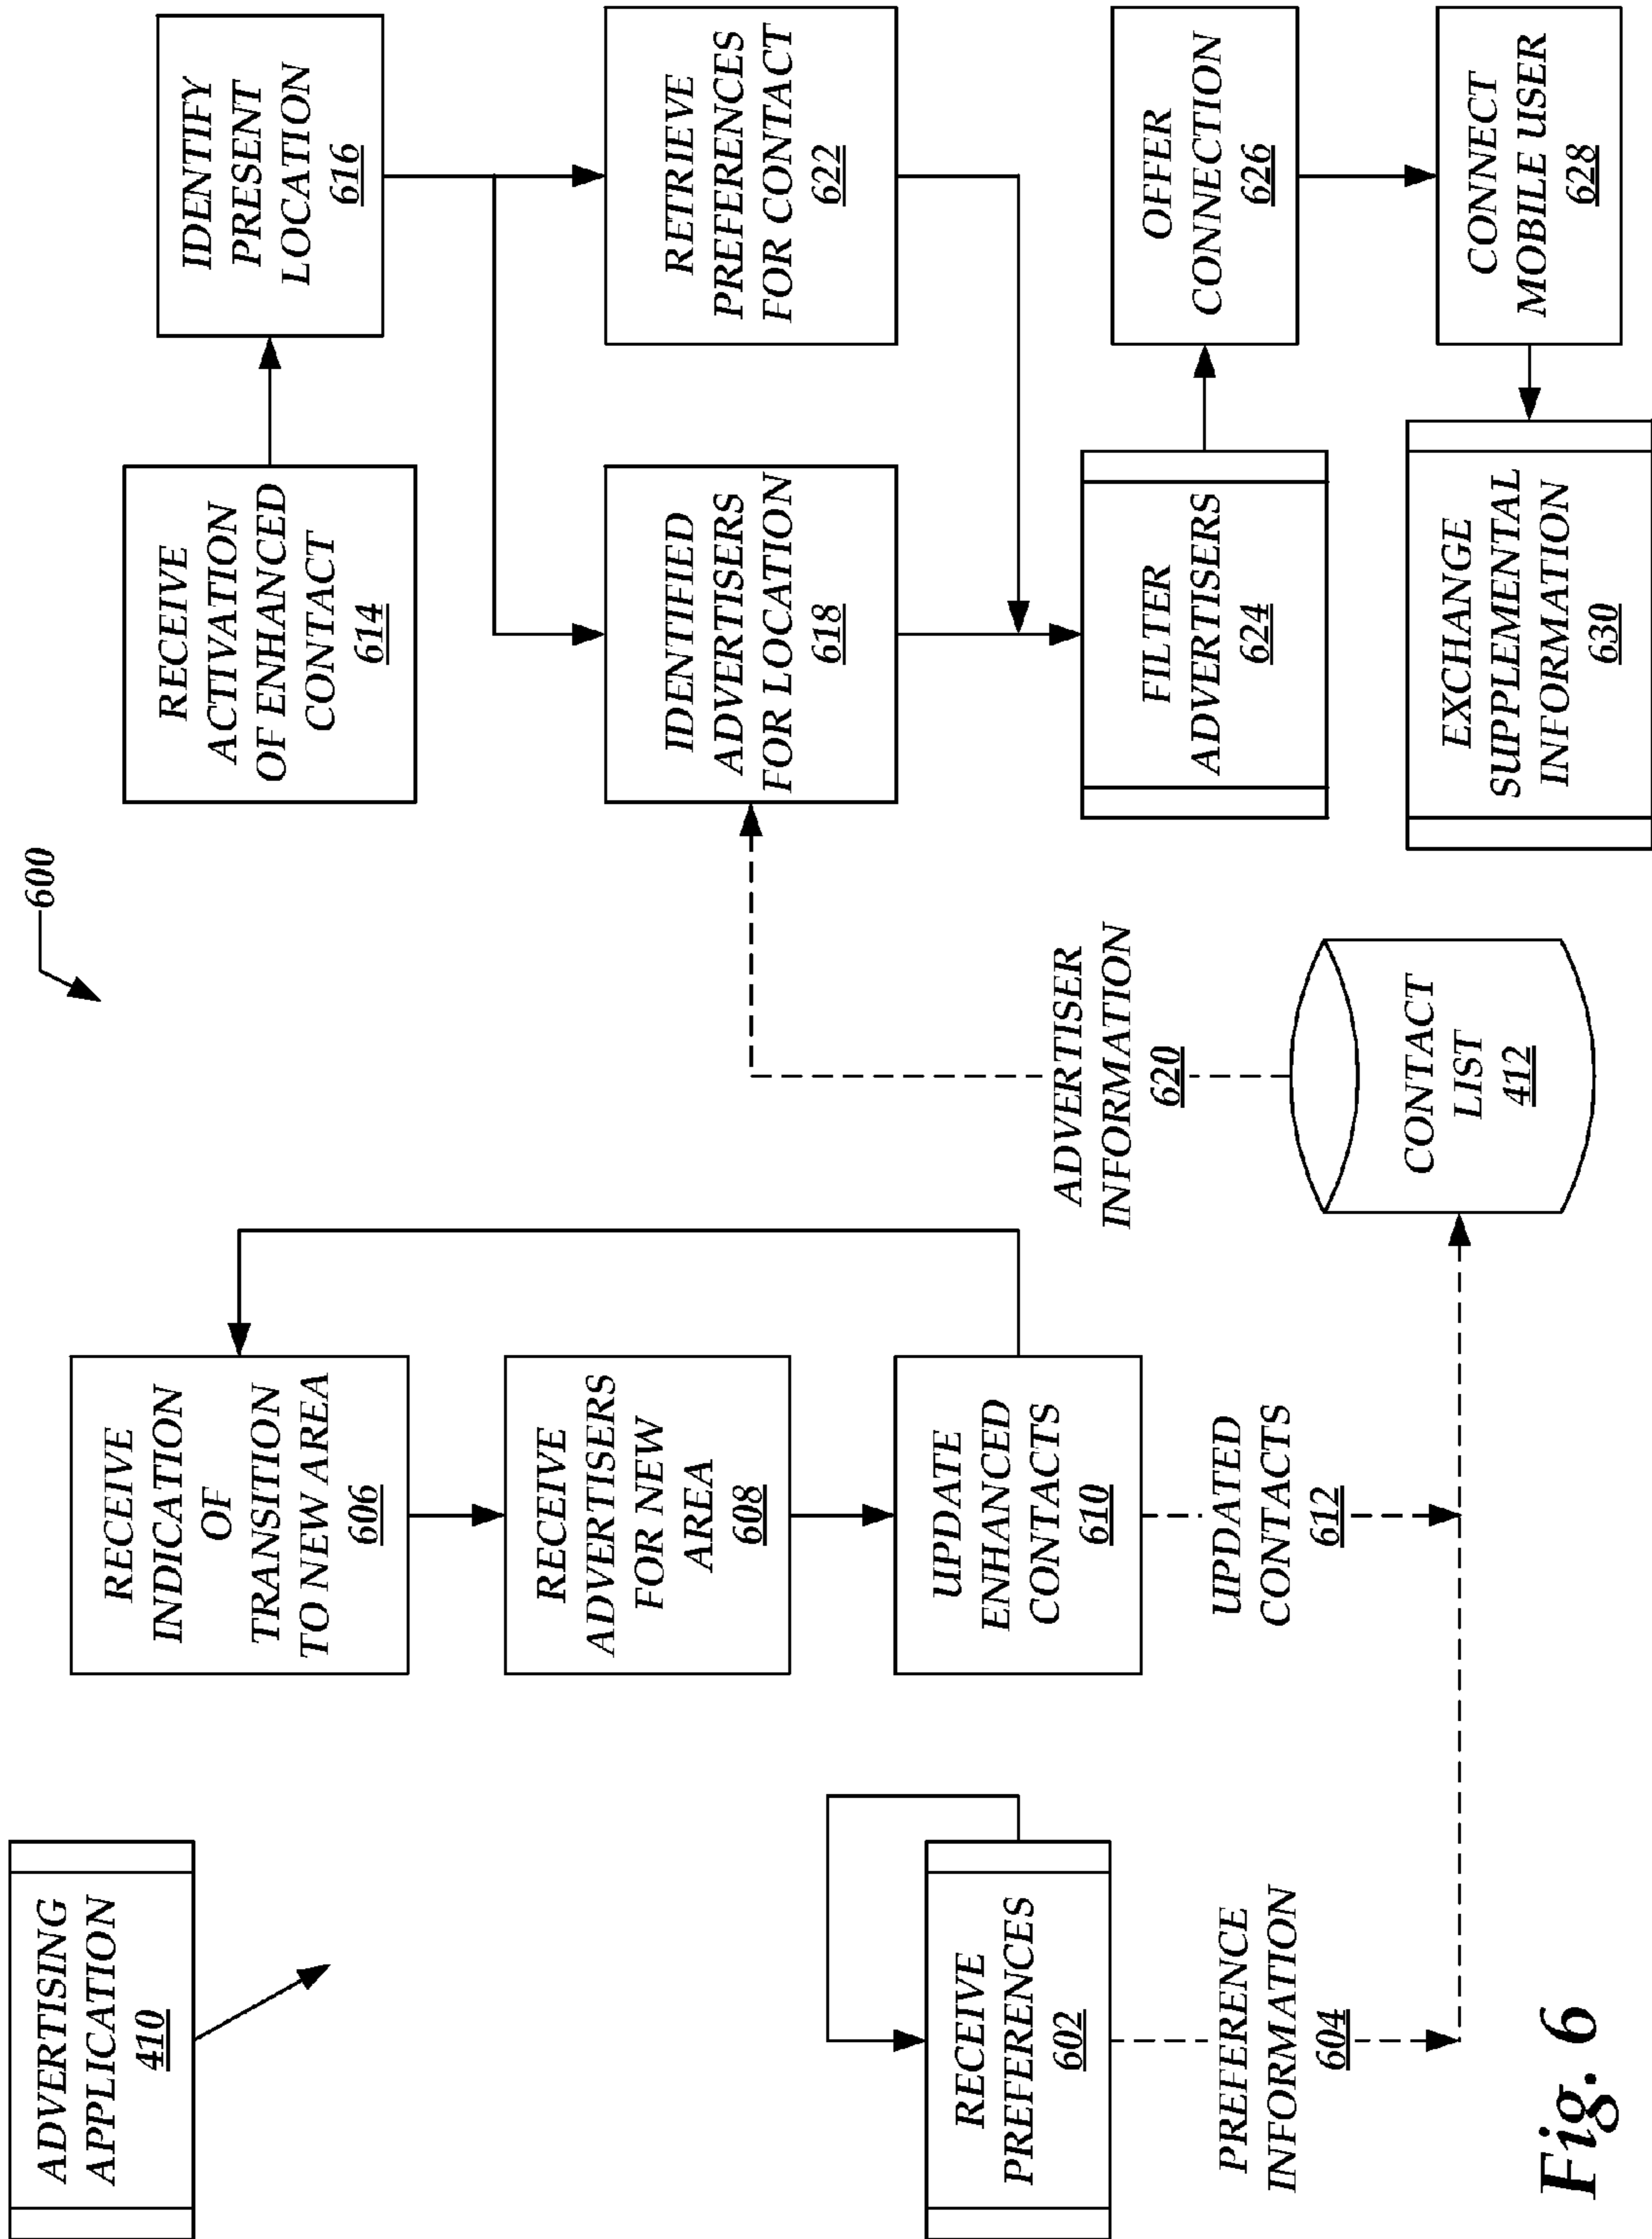 ADVERTISING
APPLICATION
410
600
RECEIVE
PREFERENCES
602
PREFERENCE
INFORMATION
604
RECEIVE
INDICATION
OF
TRANSITION
TO NEW AREA
606
RECEIVE
ADVERTISERS
FOR NEW
AREA
608
UPDATE
ENHANCED
CONTACTS
610
UPDATED
CONTACTS
612
ADVERTISER
INFORMATION
620
CONTACT
LIST
412
RECEIVE
ACTIVATION
OF ENHANCED
CONTACT
614
IDENTIFY
PRESENT
LOCATION
616
IDENTIFIED
ADVERTISERS
FOR LOCATION
618
RETRIEVE
PREFERENCES
FOR CONTACT
622
FILTER
ADVERTISERS
624
OFFER
CONNECTION
626
EXCHANGE
SUPPLEMENTAL
INFORMATION
630
CONNECT
MOBILE USER
628
Fig. 6